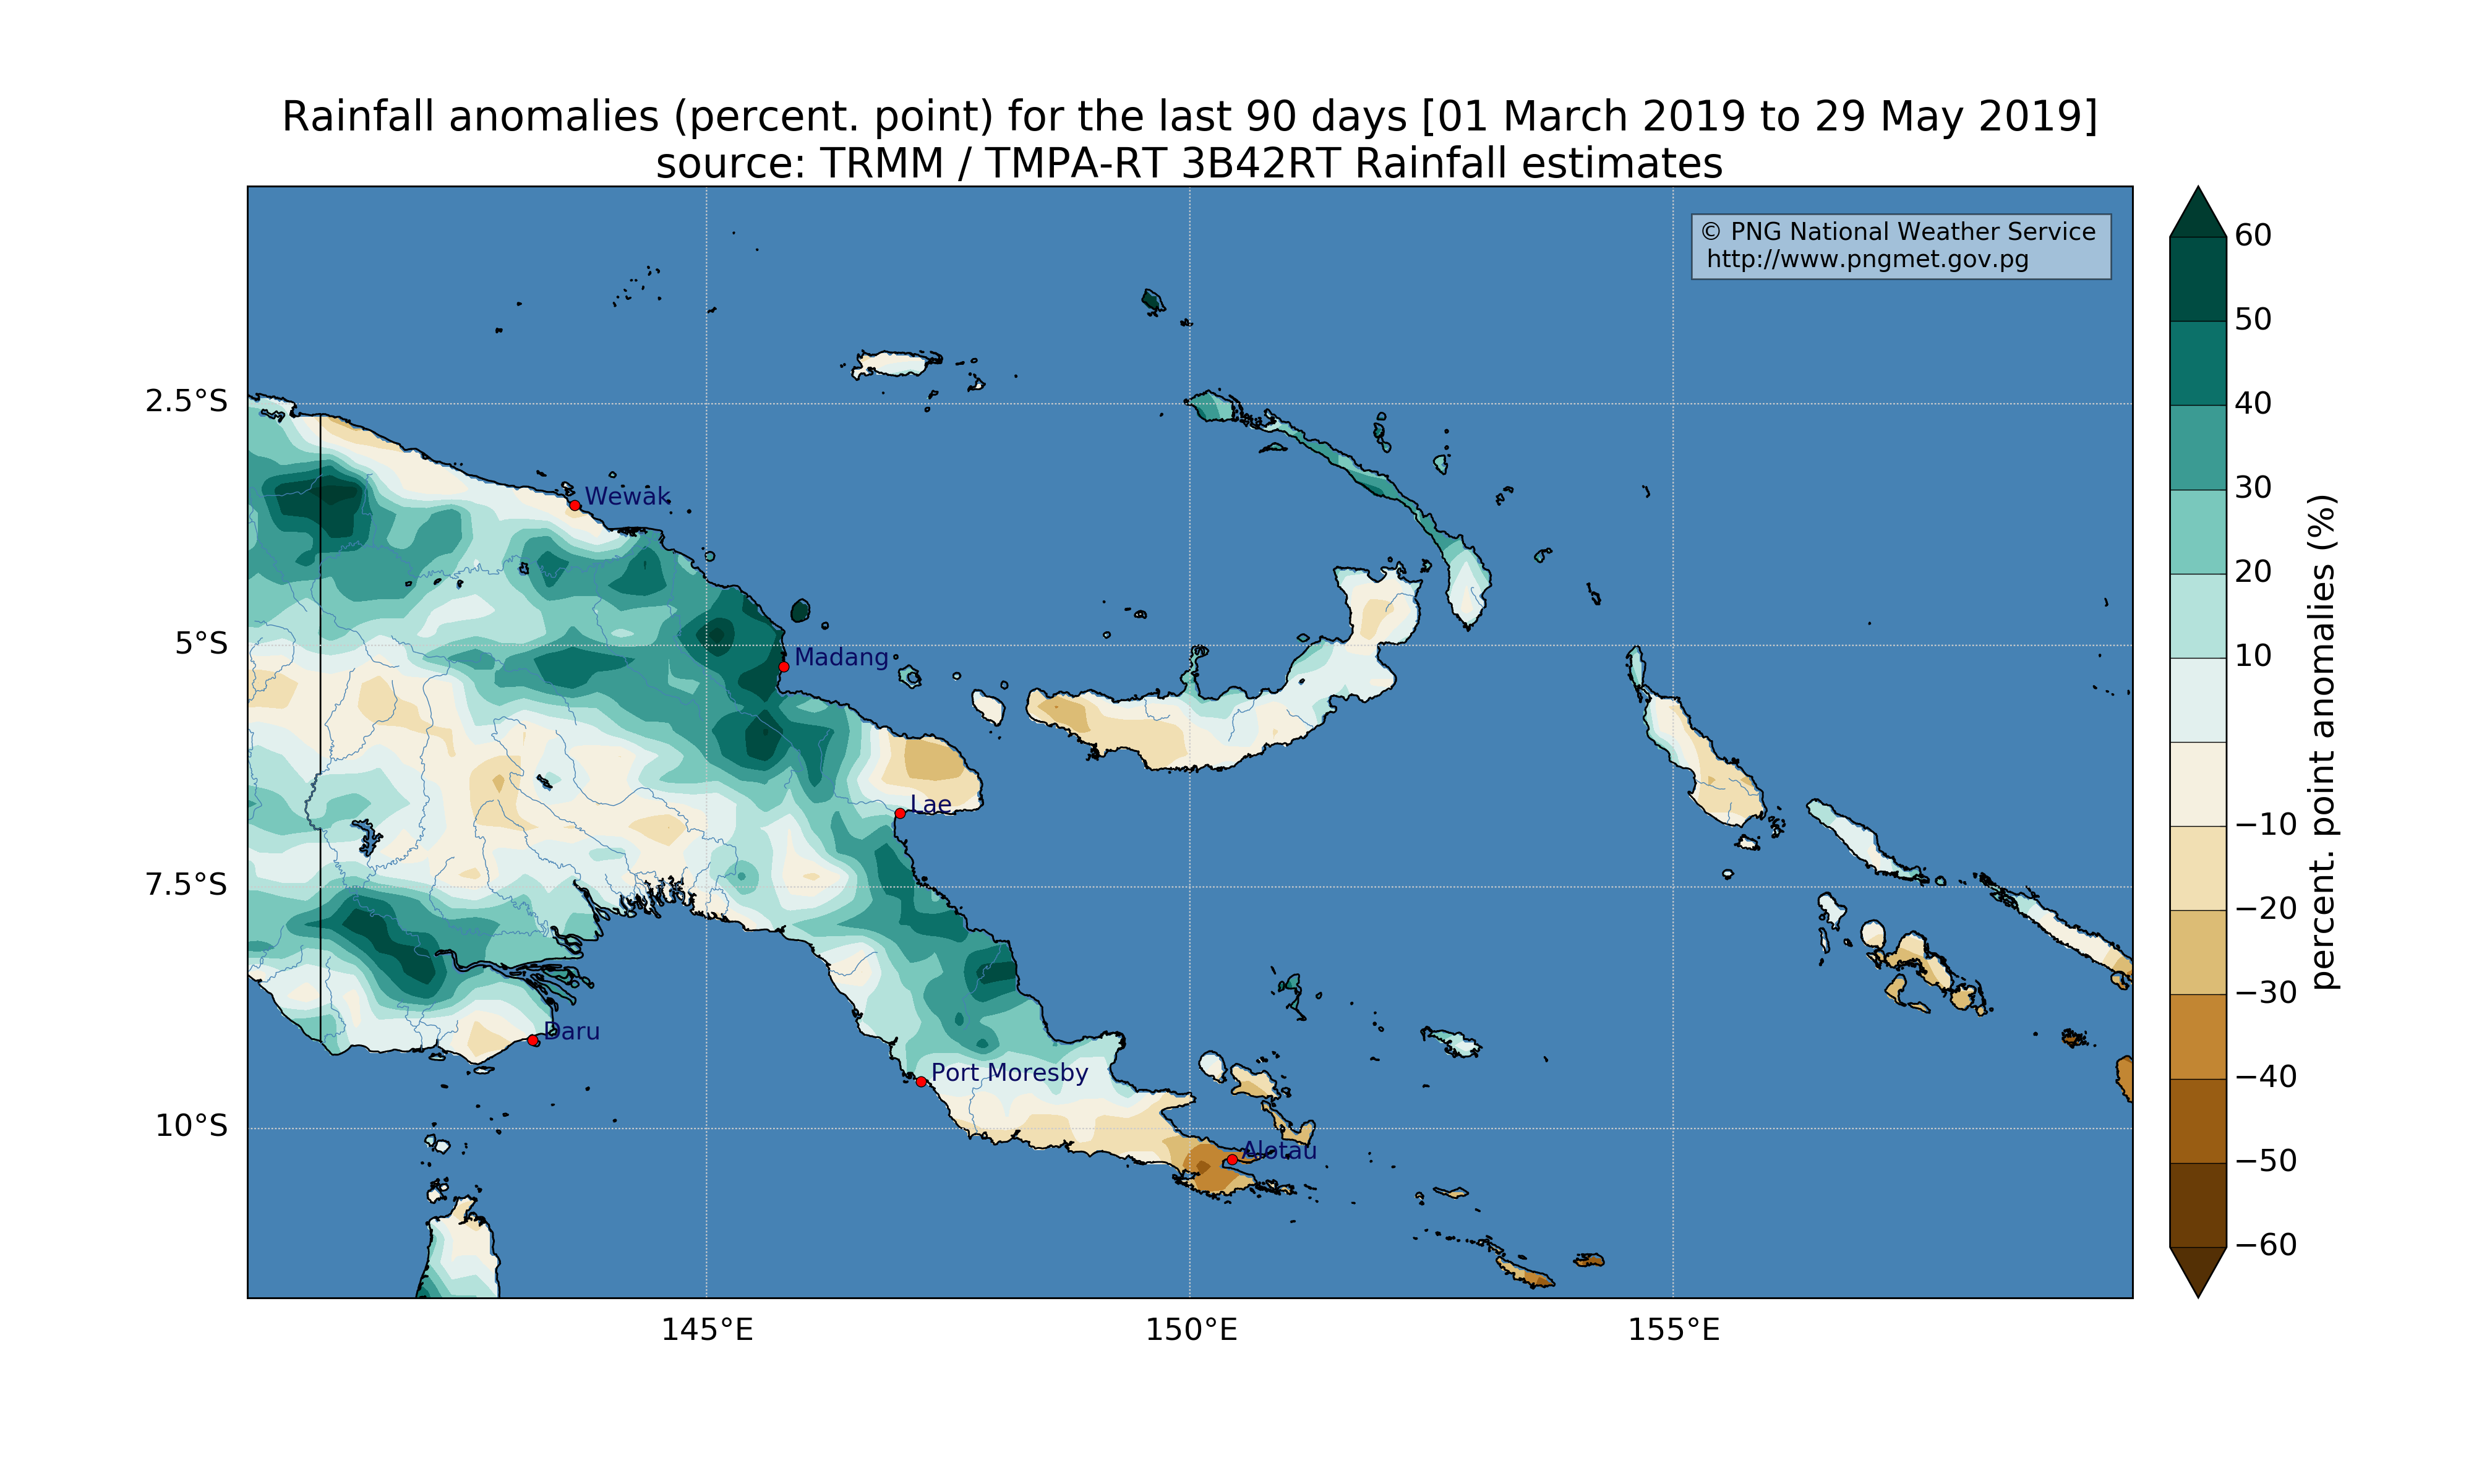 Rainfall anomalies (percent. point) for the last 90 days [01 March 2019 to 29 May 2019]
source: TRMM / TMPA-RT 3B42RT Rainfall estimates
© PNG National Weather Service
http://www.pngmet.gov.pg
60
50
40
30
20
10
−10
−20
−30
−40
−50
−60
percent. point anomalies (%)
2.5°S
5°S
7.5°S
10°S
Wewak
Madang
Lae
Daru
Port Moresby
Alotau
145°E
150°E
155°E